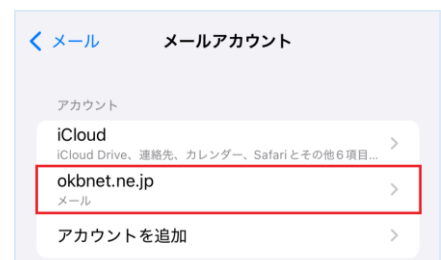 メール メールアカウント
アカウント
iCloud
iCloud Drive、連絡先、カレンダー、Safariとその他6項目...
okbnet.ne.jp
メール
アカウントを追加